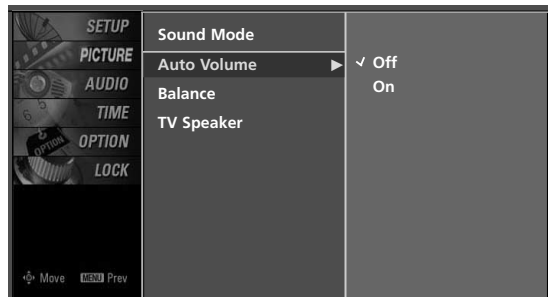 SETUP
PICTURE
AUDIO
TIME
OPTION
LOCK
Move MENU Prev
Sound Mode
Auto Volume
Balance
TV Speaker
Off
On